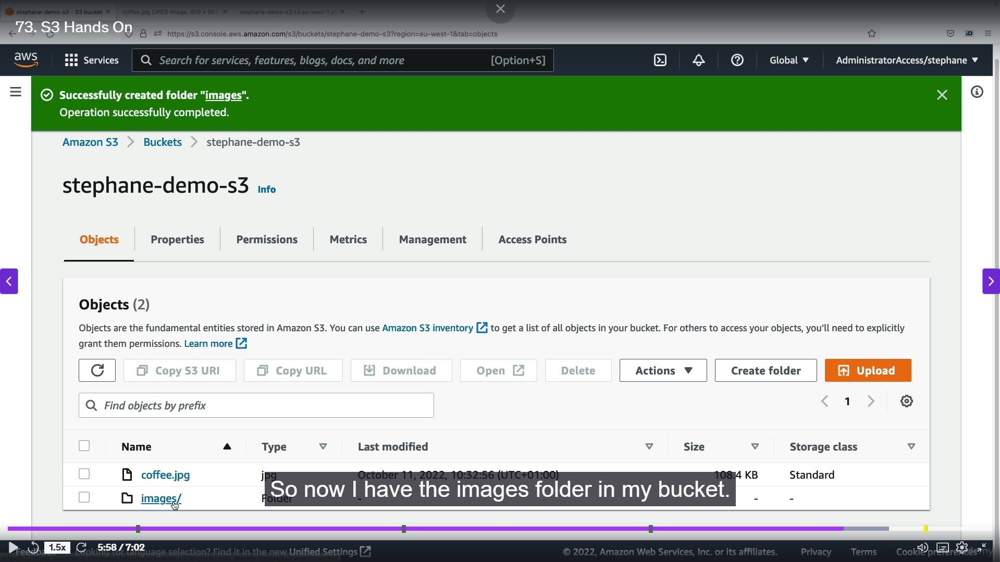 stephane-demo-s3 - S3 bucket
coffee.jpg (JPEG Image, 800 × 583
stephane-demo-s3.s3.eu-west-1.am
73. S3 Hands On
https://s3.console.aws.amazon.com/s3/buckets/stephane-demo-s3?region=eu-west-1&tab=objects
iD
aws
Services
Search for services, features, blogs, docs, and more
[Option+S]
Global
AdministratorAccess/stephane
Successfully created folder "images".
Operation successfully completed.
Amazon S3
Buckets
stephane-demo-s3
stephane-demo-s3 Info
Objects
Properties
Permissions
Metrics
Management
Access Points
Objects (2)
Objects are the fundamental entities stored in Amazon S3. You can use Amazon S3 inventory to get a list of all objects in your bucket. For others to access your objects, you'll need to explicitly
grant them permissions. Learn more
Copy S3 URI
Copy URL
Download
Open
Delete
Actions
Create folder
Upload
Find objects by prefix
1
Name
Type
Last modified
Size
Storage class
coffee.jpg
jpg
October 11, 2022, 10:32:56 (UTC+01:00)
108.4 KB
Standard
So now I have the images folder in my bucket.
images/
Folder
-
-
-
1.5x
5:58 / 7:02
Feedback
Looking for language selection? Find it in the new Unified Settings
© 2022, Amazon Web Services, Inc. or its affiliates.
Privacy
Terms
Cookie preferences